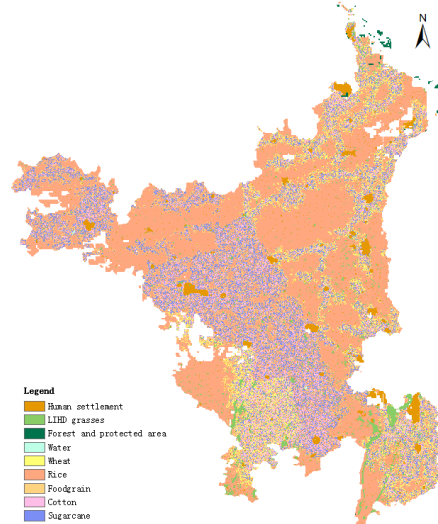 N
Legend
Human settlement
LIHD grasses
Forest and protected area
Water
Wheat
Rice
Foodgrain
Cotton
Sugarcane